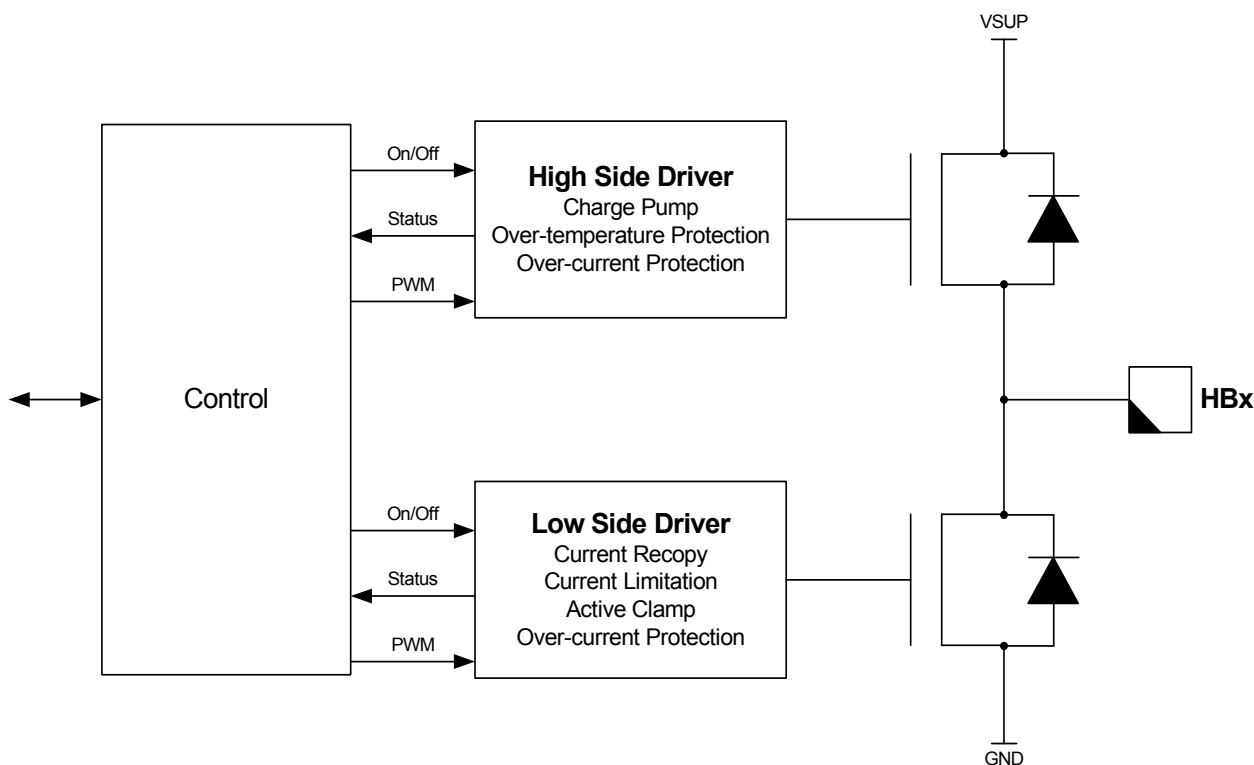 VSUP
On/Off
High Side Driver
Charge Pump
Status
Over-temperature Protection
Over-current Protection
PWM
Control
HBx
On/Off
Low Side Driver
Current Recopy
Status
Current Limitation
Active Clamp
PWM
Over-current Protection
GND